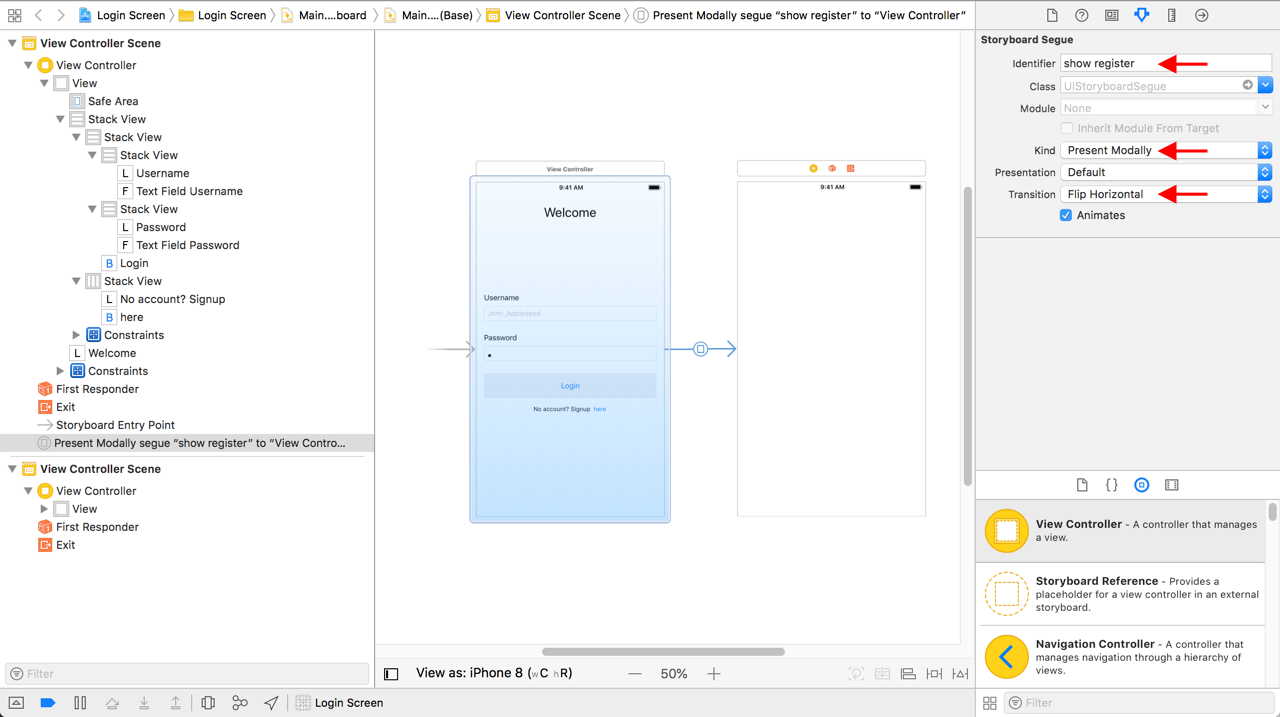 Login Screen
Login Screen
Main....board
Main....(Base)
View Controller Scene
Present Modally segue “show register” to “View Controller”
View Controller Scene
View Controller
View
Safe Area
Stack View
Stack View
Stack View
L Username
F Text Field Username
Stack View
L Password
F Text Field Password
B Login
Stack View
L No account? Signup
B here
Constraints
L Welcome
Constraints
First Responder
Exit
Storyboard Entry Point
Present Modally segue “show register” to “View Contro...
View Controller Scene
View Controller
View
First Responder
Exit
Filter
View Controller
9:41 AM
Welcome
Username
John_Appleseed
Password
Login
No account? Signup here
9:41 AM
View as: iPhone 8 (wC hR)
50%
Login Screen
Storyboard Segue
Identifier show register
Class UIStoryboardSegue
Module None
Inherit Module From Target
Kind Present Modally
Presentation Default
Transition Flip Horizontal
Animates
{}
View Controller - A controller that manages
a view.
Storyboard Reference - Provides a
placeholder for a view controller in an external
storyboard.
Navigation Controller - A controller that
manages navigation through a hierarchy of
views.
Filter